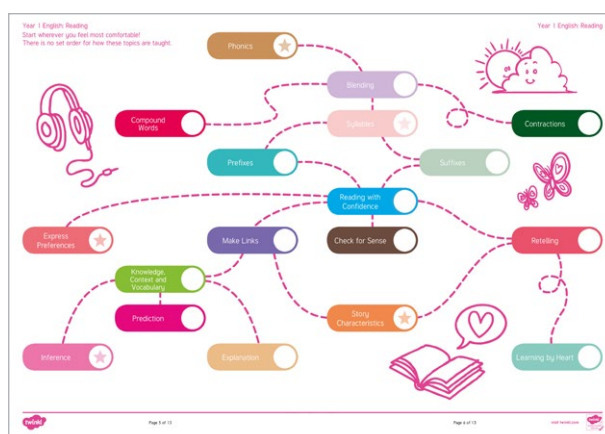 Year 1 English: Reading
Start wherever you feel most comfortable!
There is no set order for how these topics are taught.
Year 1 English: Reading
Phonics
Blending
Compound
Words
Syllables
Contractions
Prefixes
Suffixes
Reading with
Confidence
Express
Preferences
Make Links
Check for Sense
Retelling
Knowledge,
Context and
Vocabulary
Prediction
Story
Characteristics
Inference
Explanation
Learning by Heart
twinkl
Page 5 of 13
Page 6 of 13
visit twinkl.com
twinkl